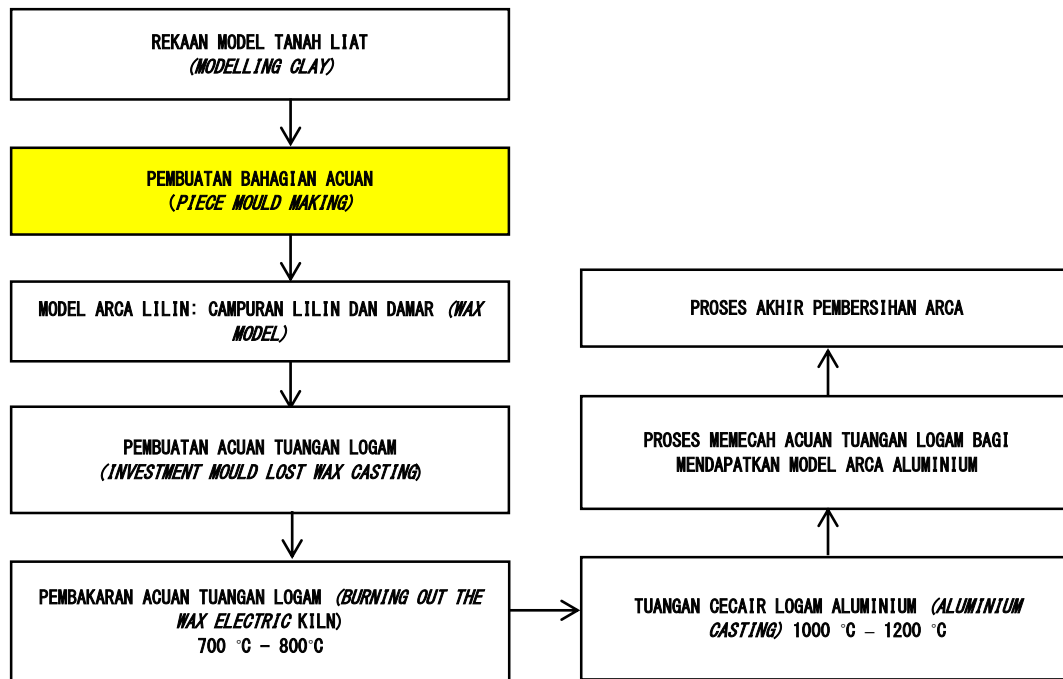 REKAAN MODEL TANAH LIAT
(MODELLING CLAY)
PEMBUATAN BAHAGIAN ACUAN
(PIECE MOULD MAKING)
MODEL ARCA LILIN: CAMPURAN LILIN DAN DAMAR (WAX
MODEL)
PEMBUATAN ACUAN TUANGAN LOGAM
(INVESTMENT MOULD LOST WAX CASTING)
PEMBAKARAN ACUAN TUANGAN LOGAM (BURNING OUT THE
WAX ELECTRIC KILN)
700 °C - 800°C
TUANGAN CECAIR LOGAM ALUMINIUM (ALUMINIUM
CASTING) 1000 °C – 1200 °C
PROSES MEMECAH ACUAN TUANGAN LOGAM BAGI
MENDAPATKAN MODEL ARCA ALUMINIUM
PROSES AKHIR PEMBERSIHAN ARCA